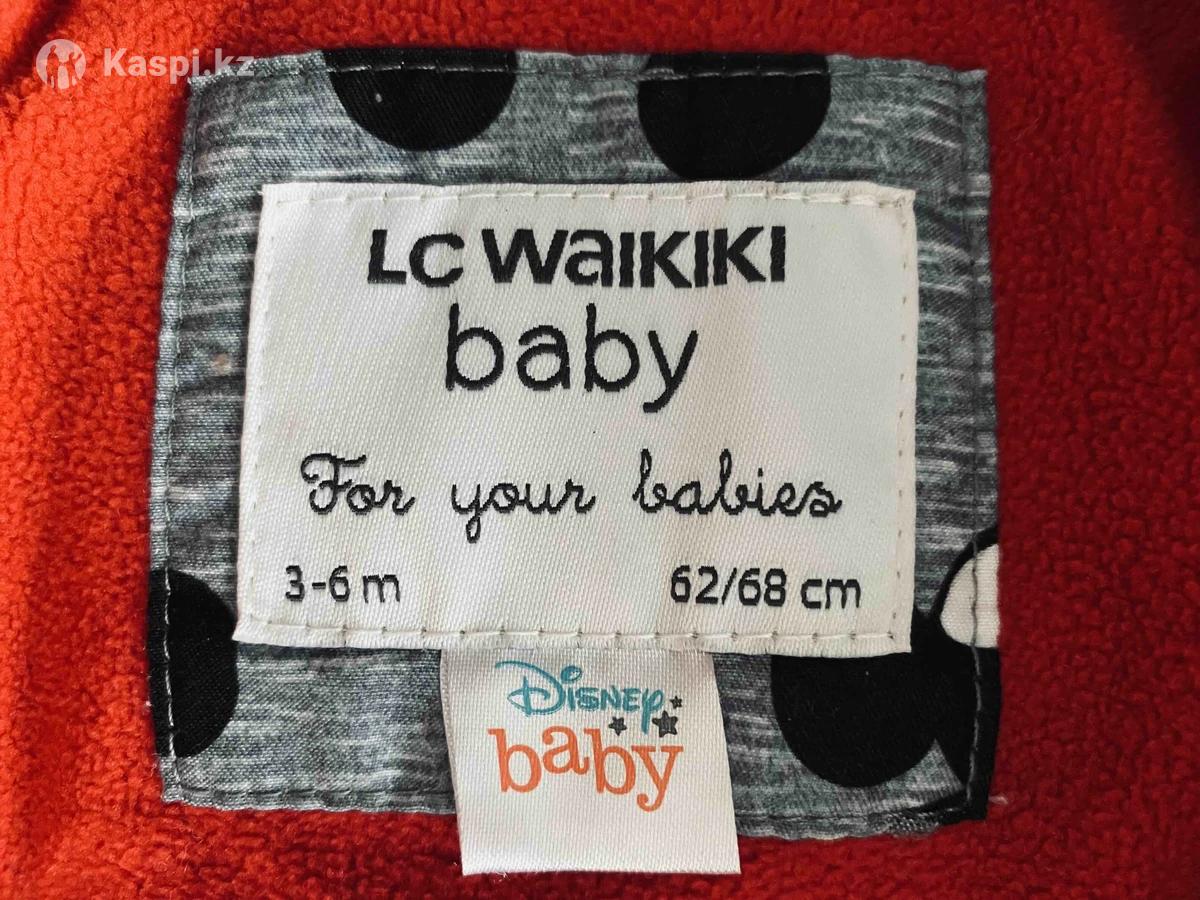 Kaspi.kz
LC WAIKIKI
baby
For your babies
3-6 m 62/68 cm
Disney
baby